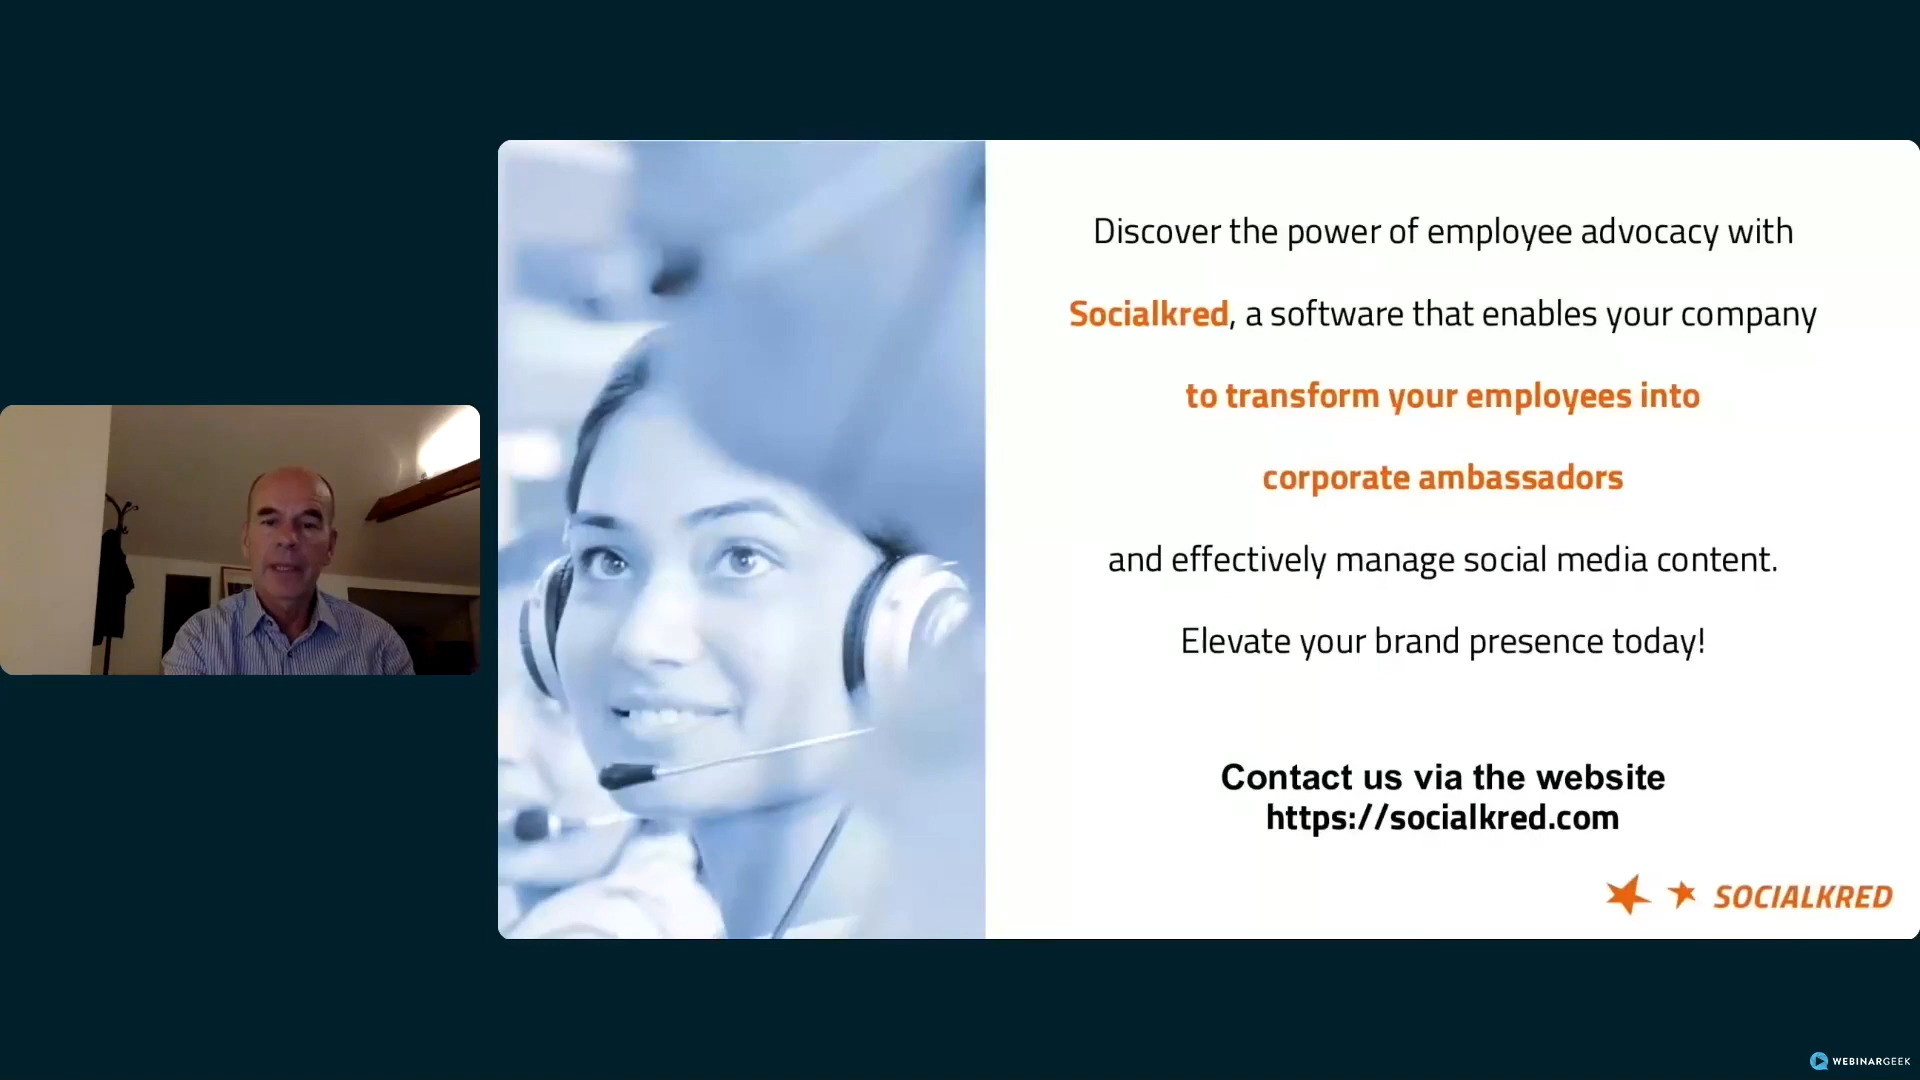 Discover the power of employee advocacy with
Socialkred, a software that enables your company
to transform your employees into
corporate ambassadors
and effectively manage social media content.
Elevate your brand presence today!
Contact us via the website
https://socialkred.com
SOCIALKRED
WEBINARGEEK